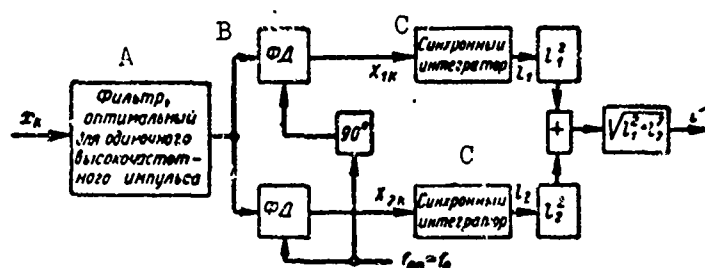 A
B
C
ФД
Синхронный
интегратор
l₁
l₁²
x₁ₖ
xₖ
Фильтр,
оптимальный
для одиночного
высокочастот-
ного импульса
90°
+
√l₁²+l₂²
C
ФД
x₂ₖ
Синхронный
интегратор
l₂
l₂²